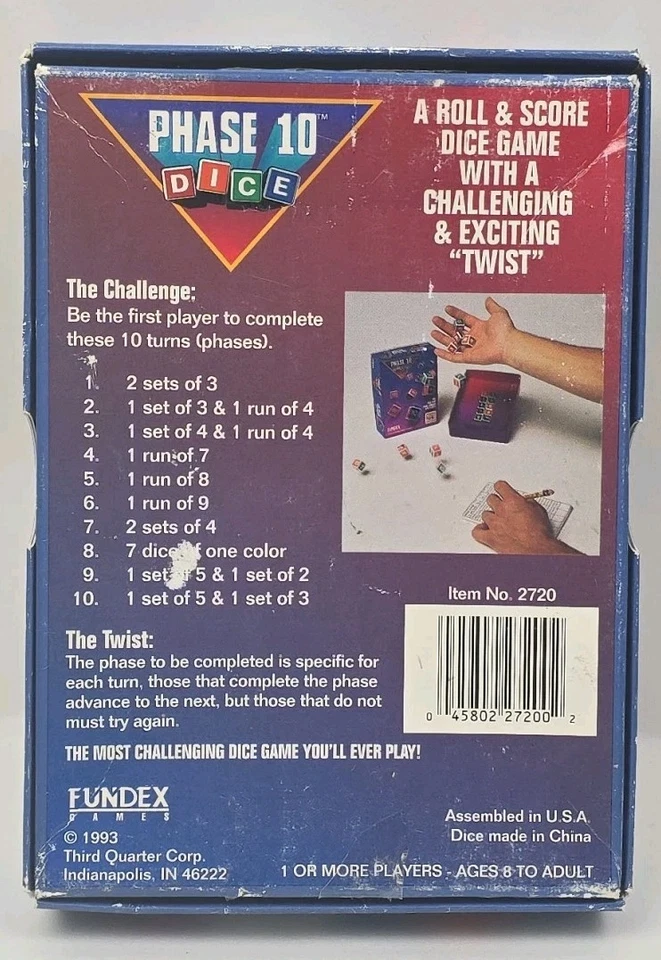 PHASE 10™
DICE
A ROLL & SCORE
DICE GAME
WITH A
CHALLENGING
& EXCITING
“TWIST”
The Challenge:
Be the first player to complete
these 10 turns (phases).
1. 2 sets of 3
2. 1 set of 3 & 1 run of 4
3. 1 set of 4 & 1 run of 4
4. 1 run of 7
5. 1 run of 8
6. 1 run of 9
7. 2 sets of 4
8. 7 dice of one color
9. 1 set of 5 & 1 set of 2
10. 1 set of 5 & 1 set of 3
PHASE 10
Item No. 2720
0 45802 27200 2
The Twist:
The phase to be completed is specific for
each turn, those that complete the phase
advance to the next, but those that do not
must try again.
THE MOST CHALLENGING DICE GAME YOU'LL EVER PLAY!
FUNDEX
GAMES
© 1993
Third Quarter Corp.
Indianapolis, IN 46222
Assembled in U.S.A.
Dice made in China
1 OR MORE PLAYERS - AGES 8 TO ADULT